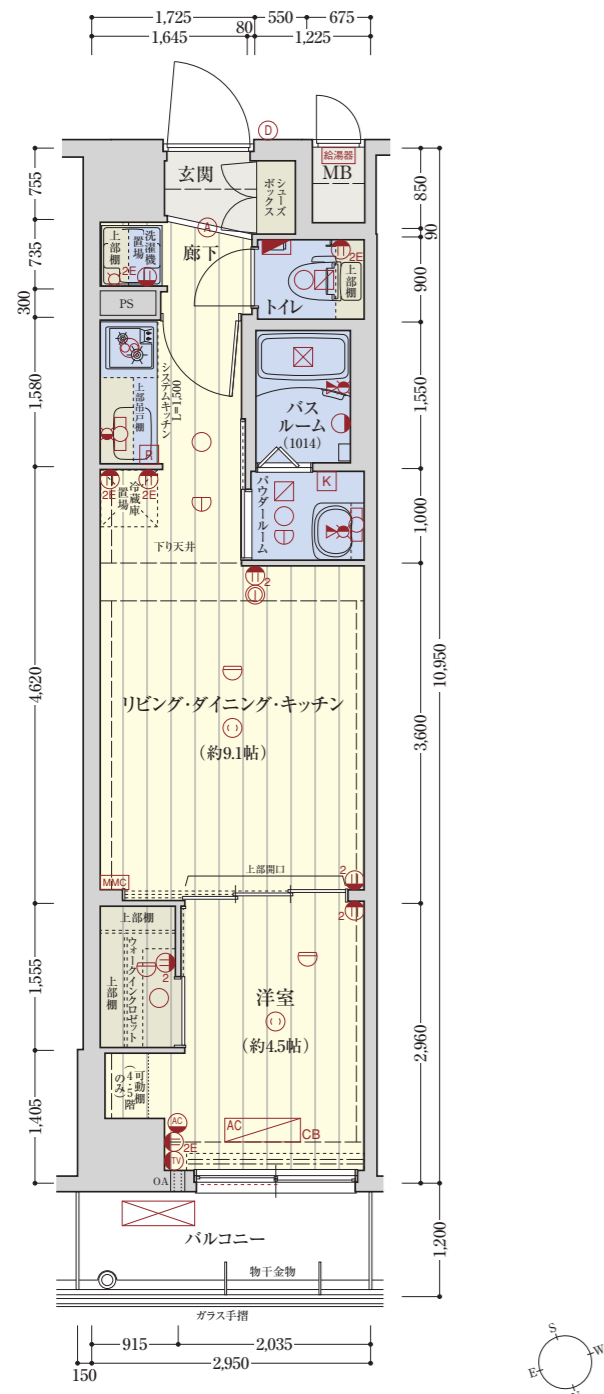 1,725
550
675
1,645
80
1,225
755
735
300
1,580
4,620
1,555
1,405
850
90
900
1,550
1,000
3,600
2,960
10,950
1,200
玄関
D
シューズ
ボックス
給湯器
MB
A
廊下
上部棚
洗濯機
置場
2E
PS
トイレ
2E
上部棚
システムキッチン
L=1,500
上部吊戸棚
R
バス
ルーム
(1014)
冷蔵庫
置場
2E
2E
パウダールーム
K
下り天井
2
リビング・ダイニング・キッチン
(約9.1帖)
MMC
上部開口
2
2
上部棚
上部棚
ウォークインクロゼット
2
洋室
(約4.5帖)
可動棚
(4・5階
のみ)
AC
2E
TV
AC
CB
OA
バルコニー
物干金物
ガラス手摺
915
2,035
150
2,950
S
W
E